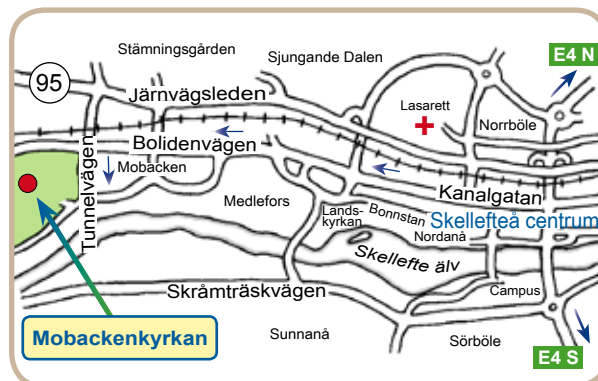 E4 N
Stämningsgården
Sjungande Dalen
95
Järnvägsleden
Lasarett
Norrböle
Bolidenvägen
Tunnelvägen
Mobacken
Kanalgatan
Medlefors
Lands-
kyrkan
Bonnstan
Skellefteå centrum
Nordanå
Skellefte älv
Skråmträskvägen
Campus
Mobackenkyrkan
Sunnanå
Sörböle
E4 S